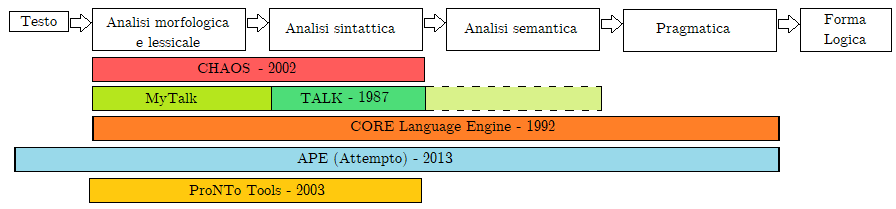 Testo
Analisi morfologica
e lessicale
Analisi sintattica
Analisi semantica
Pragmatica
Forma
Logica
CHAOS - 2002
MyTalk
TALK - 1987
CORE Language Engine - 1992
APE (Attempto) - 2013
ProNTo Tools - 2003